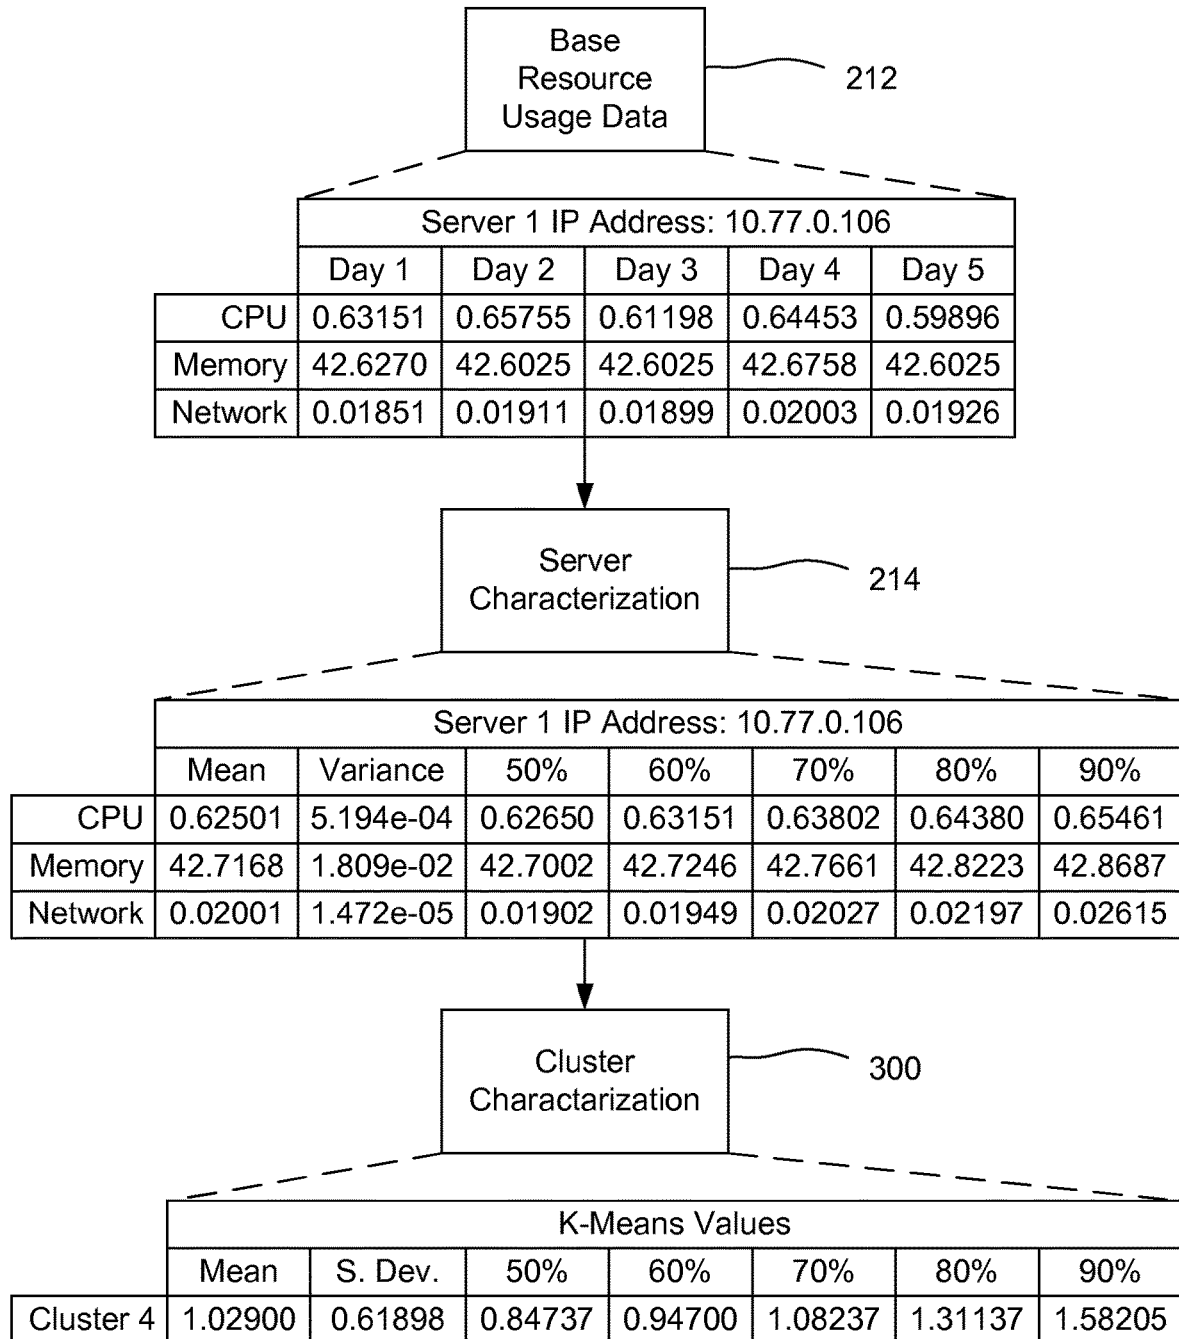 Base
Resource
Usage Data
212
Server 1 IP Address: 10.77.0.106
Day 1 Day 2 Day 3 Day 4 Day 5
CPU 0.63151 0.65755 0.61198 0.64453 0.59896
Memory 42.6270 42.6025 42.6025 42.6758 42.6025
Network 0.01851 0.01911 0.01899 0.02003 0.01926
Server
Characterization
214
Server 1 IP Address: 10.77.0.106
Mean Variance 50% 60% 70% 80% 90%
CPU 0.62501 5.194e-04 0.62650 0.63151 0.63802 0.64380 0.65461
Memory 42.7168 1.809e-02 42.7002 42.7246 42.7661 42.8223 42.8687
Network 0.02001 1.472e-05 0.01902 0.01949 0.02027 0.02197 0.02615
Cluster
Charactarization
300
K-Means Values
Mean S. Dev. 50% 60% 70% 80% 90%
Cluster 4 1.02900 0.61898 0.84737 0.94700 1.08237 1.31137 1.58205